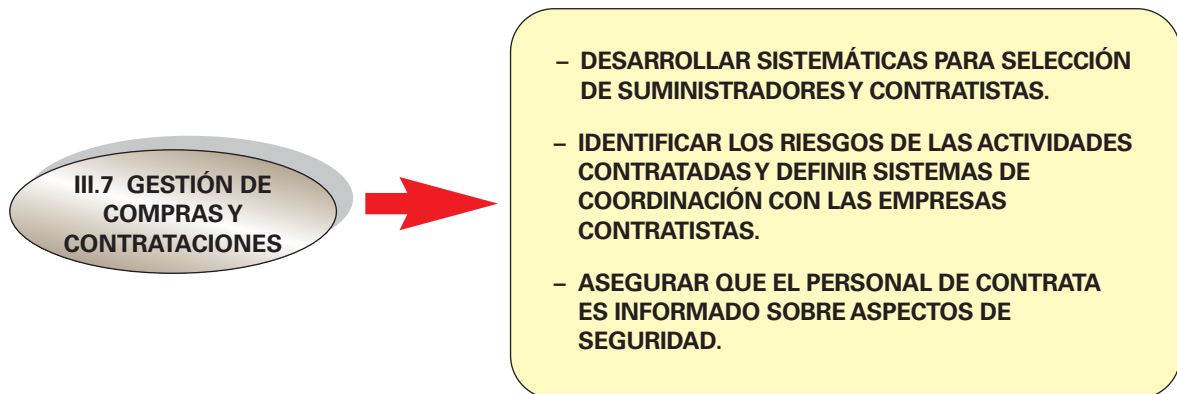 III.7 GESTIÓN DE
COMPRAS Y
CONTRATACIONES
– DESARROLLAR SISTEMÁTICAS PARA SELECCIÓN
DE SUMINISTRADORES Y CONTRATISTAS.
– IDENTIFICAR LOS RIESGOS DE LAS ACTIVIDADES
CONTRATADAS Y DEFINIR SISTEMAS DE
COORDINACIÓN CON LAS EMPRESAS
CONTRATISTAS.
– ASEGURAR QUE EL PERSONAL DE CONTRATA
ES INFORMADO SOBRE ASPECTOS DE
SEGURIDAD.